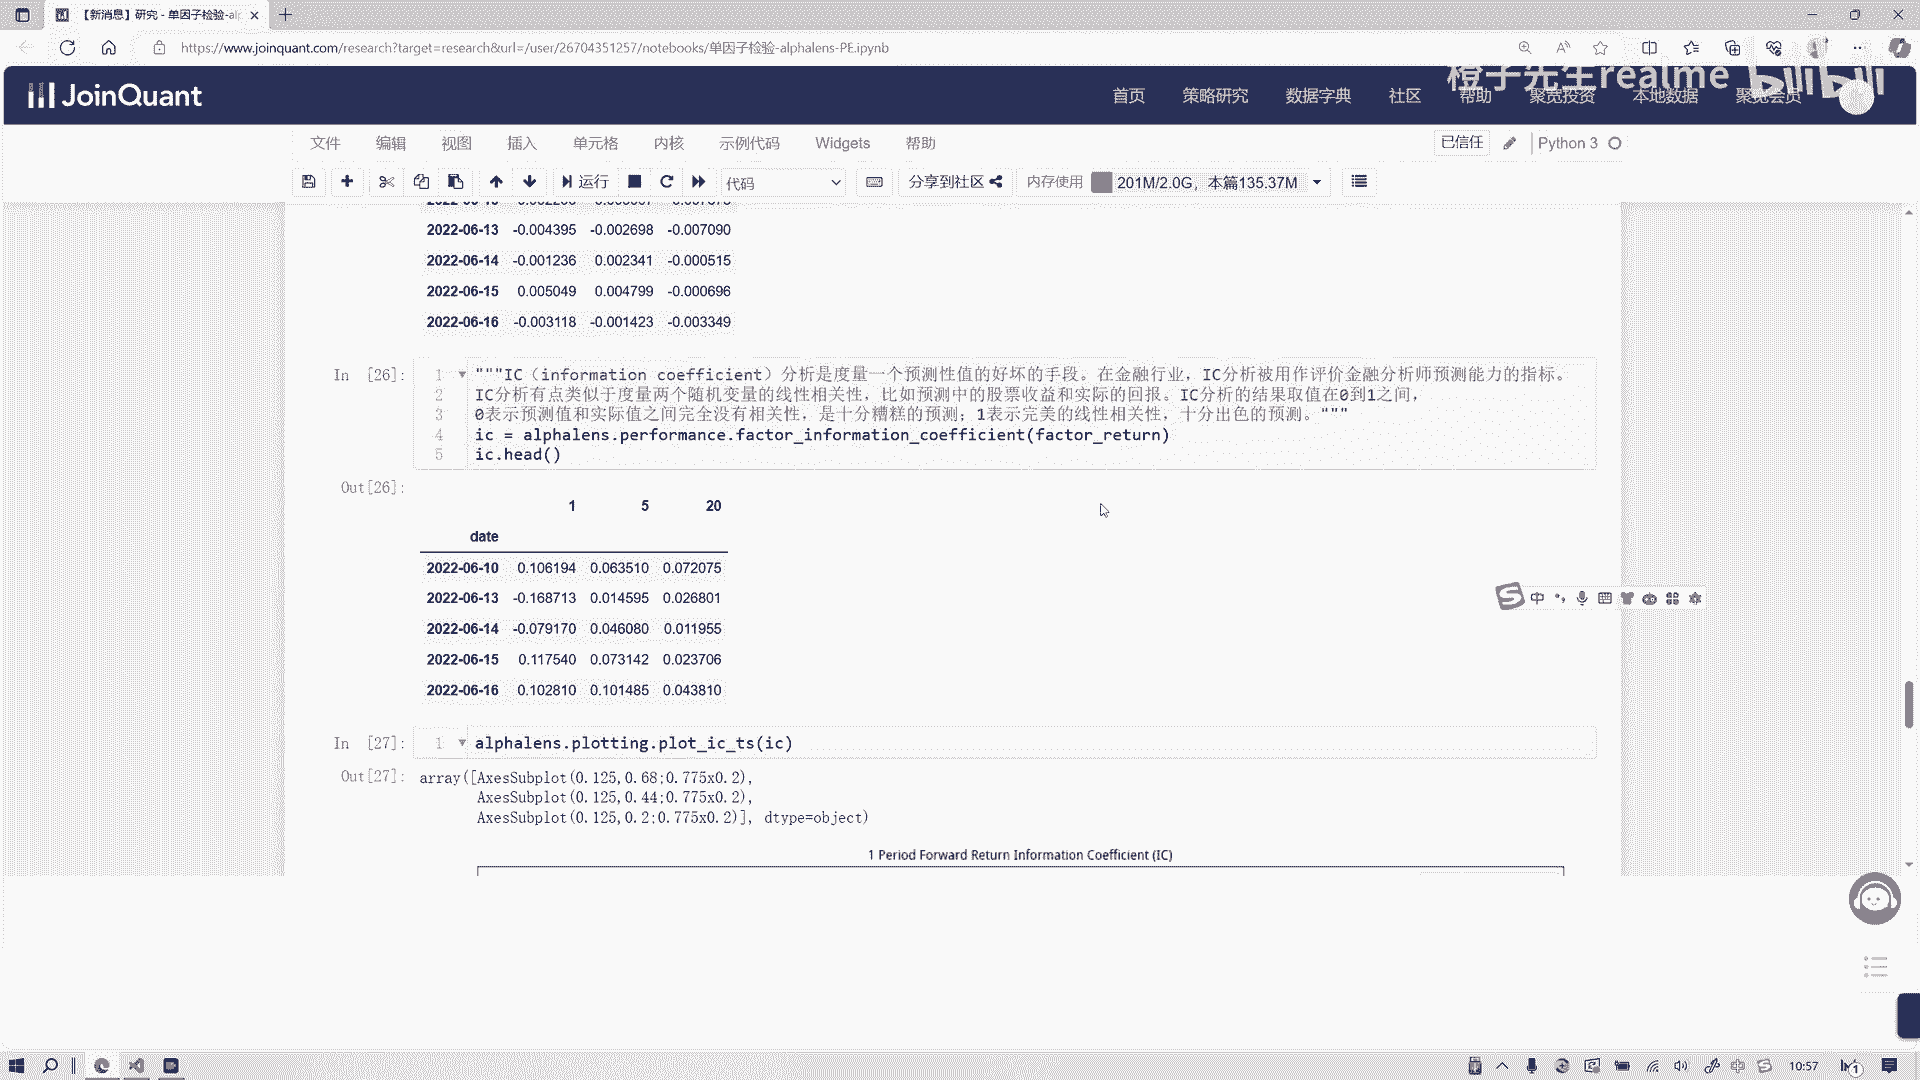 【新消息】研究 - 单因子检验-al
https://www.joinquant.com/research?target=research&url=/user/26704351257/notebooks/单因子检验-alphalens-PE.ipynb
橙子先生realme bilibili
JoinQuant
首页 策略研究 数据字典 社区 帮助 聚宽投资 本地数据 聚宽会员
文件 编辑 视图 插入 单元格 内核 示例代码 Widgets 帮助 已信任 Python 3
运行 代码 分享到社区 内存使用 201M/2.0G，本篇135.37M
2022-06-13 -0.004395 -0.002698 -0.007090
2022-06-14 -0.001236 0.002341 -0.000515
2022-06-15 0.005049 0.004799 -0.000696
2022-06-16 -0.003118 -0.001423 -0.003349
In [26]: 1 """IC（information coefficient）分析是度量一个预测性值的好坏的手段。在金融行业，IC分析被用作评价金融分析师预测能力的指标。
2 IC分析有点类似于度量两个随机变量的线性相关性，比如预测中的股票收益和实际的回报。IC分析的结果取值在0到1之间，
3 0表示预测值和实际值之间完全没有相关性，是十分糟糕的预测；1表示完美的线性相关性，十分出色的预测。"""
4 ic = alphalens.performance.factor_information_coefficient(factor_return)
5 ic.head()
Out[26]:
1 5 20
date
2022-06-10 0.106194 0.063510 0.072075
2022-06-13 -0.168713 0.014595 0.026801
2022-06-14 -0.079170 0.046080 0.011955
2022-06-15 0.117540 0.073142 0.023706
2022-06-16 0.102810 0.101485 0.043810
In [27]: 1 alphalens.plotting.plot_ic_ts(ic)
Out[27]: array([AxesSubplot(0.125,0.68;0.775x0.2),
AxesSubplot(0.125,0.44;0.775x0.2),
AxesSubplot(0.125,0.2;0.775x0.2)], dtype=object)
1 Period Forward Return Information Coefficient (IC)
中
10:57